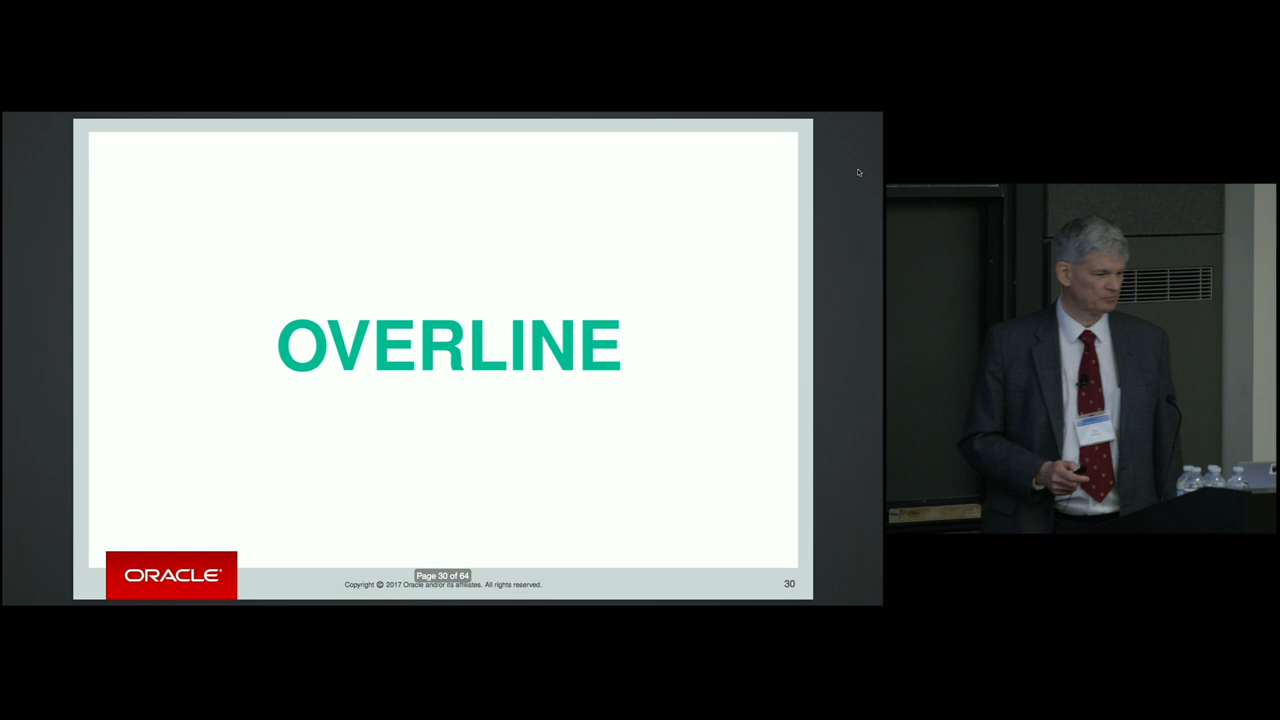 OVERLINE
ORACLE®
Page 30 of 64
Copyright © 2017 Oracle and/or its affiliates. All rights reserved.
30